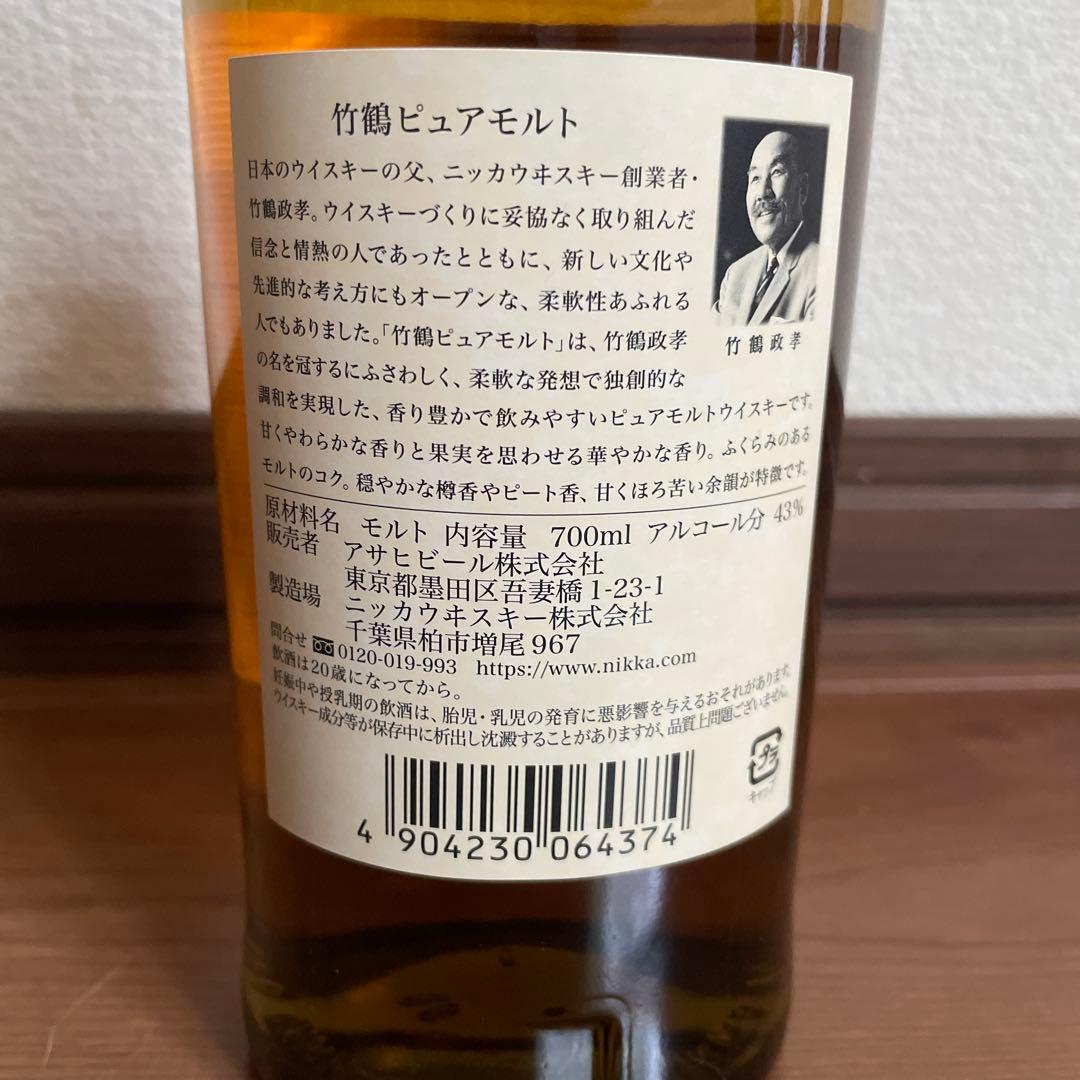 竹鶴ピュアモルト
日本のウイスキーの父、ニッカウヰスキー創業者・
竹鶴政孝。ウイスキーづくりに妥協なく取り組んだ
信念と情熱の人であったとともに、新しい文化や
先進的な考え方にもオープンな、柔軟性あふれる
人でもありました。「竹鶴ピュアモルト」は、竹鶴政孝
の名を冠するにふさわしく、柔軟な発想で独創的な
調和を実現した、香り豊かで飲みやすいピュアモルトウイスキーです。
甘くやわらかな香りと果実を思わせる華やかな香り。ふくらみのある
モルトのコク。穏やかな樽香やピート香、甘くほろ苦い余韻が特徴です。
竹鶴政孝
原材料名 モルト 内容量 700ml アルコール分 43%
販売者 アサヒビール株式会社
東京都墨田区吾妻橋1-23-1
製造場 ニッカウヰスキー株式会社
千葉県柏市増尾967
問合せ 0120-019-993 https://www.nikka.com
飲酒は20歳になってから。
妊娠中や授乳期の飲酒は、胎児・乳児の発育に悪影響を与えるおそれがあります。
ウイスキー成分等が保存中に析出し沈澱することがありますが、品質上問題ございません。
プラ
キャップ
4 904230 064374